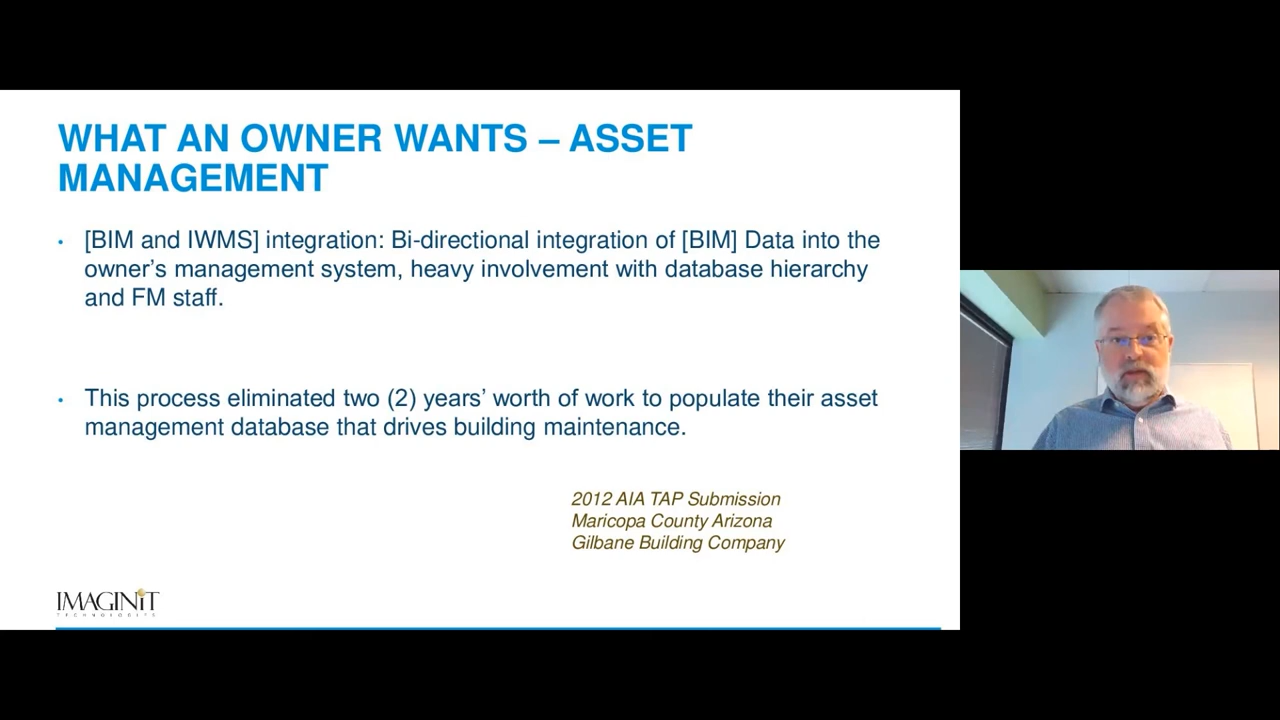 WHAT AN OWNER WANTS – ASSET
MANAGEMENT
• [BIM and IWMS] integration: Bi-directional integration of [BIM] Data into the
owner’s management system, heavy involvement with database hierarchy
and FM staff.
• This process eliminated two (2) years’ worth of work to populate their asset
management database that drives building maintenance.
2012 AIA TAP Submission
Maricopa County Arizona
Gilbane Building Company
IMAGINiT
TECHNOLOGIES